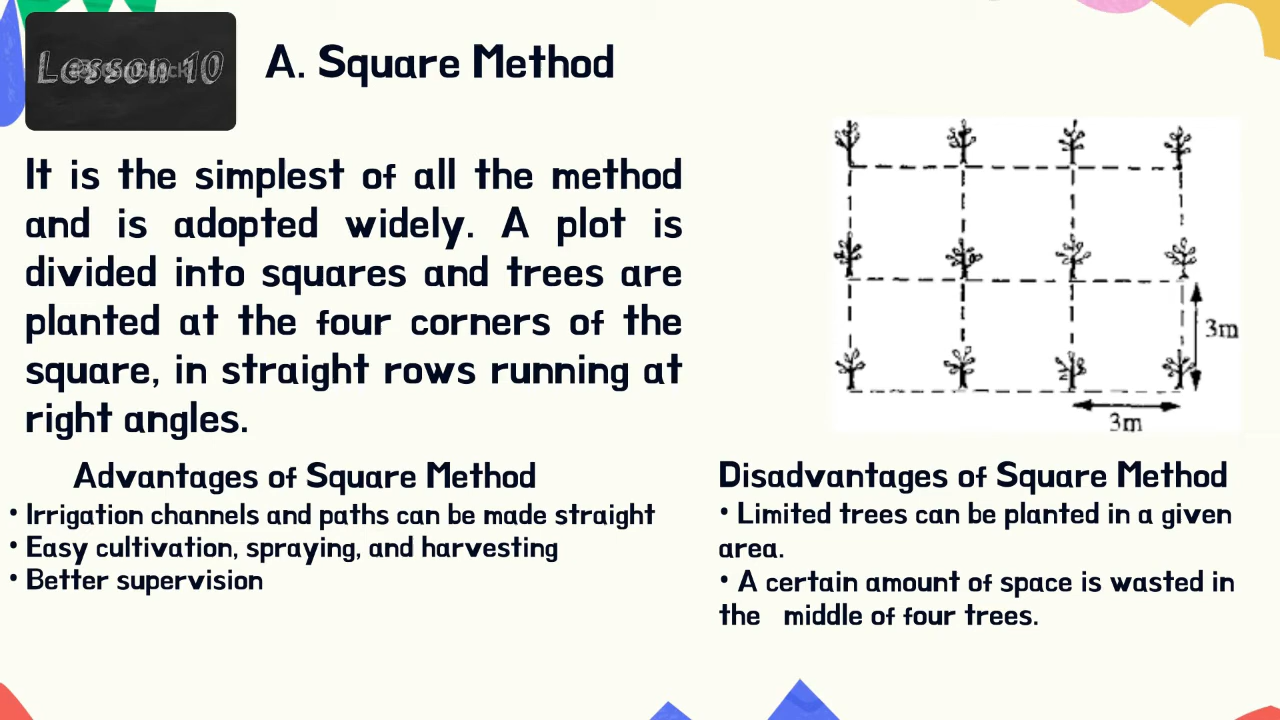 Lesson 10
A. Square Method
It is the simplest of all the method
and is adopted widely. A plot is
divided into squares and trees are
planted at the four corners of the
square, in straight rows running at
right angles.
3m
3m
Advantages of Square Method
• Irrigation channels and paths can be made straight
• Easy cultivation, spraying, and harvesting
• Better supervision
Disadvantages of Square Method
• Limited trees can be planted in a given
area.
• A certain amount of space is wasted in
the middle of four trees.